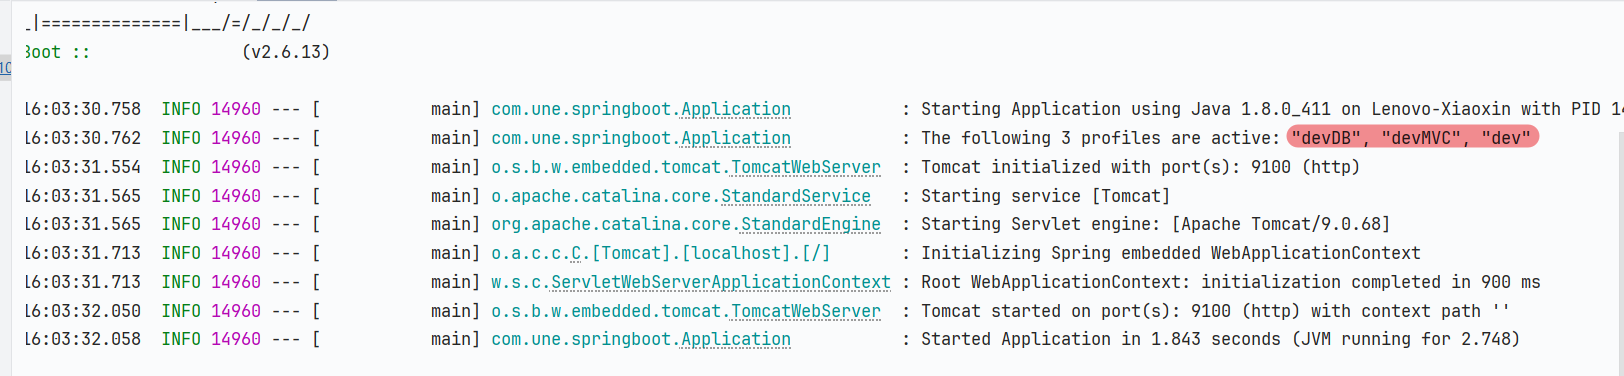 _|==============|___/=/_/_/_/
Boot ::               (v2.6.13)
10
16:03:30.758  INFO 14960 --- [           main] com.une.springboot.Application           : Starting Application using Java 1.8.0_411 on Lenovo-Xiaoxin with PID 14
16:03:30.762  INFO 14960 --- [           main] com.une.springboot.Application           : The following 3 profiles are active: "devDB", "devMVC", "dev"
16:03:31.554  INFO 14960 --- [           main] o.s.b.w.embedded.tomcat.TomcatWebServer  : Tomcat initialized with port(s): 9100 (http)
16:03:31.565  INFO 14960 --- [           main] o.apache.catalina.core.StandardService   : Starting service [Tomcat]
16:03:31.565  INFO 14960 --- [           main] org.apache.catalina.core.StandardEngine  : Starting Servlet engine: [Apache Tomcat/9.0.68]
16:03:31.713  INFO 14960 --- [           main] o.a.c.c.C.[Tomcat].[localhost].[/]       : Initializing Spring embedded WebApplicationContext
16:03:31.713  INFO 14960 --- [           main] w.s.c.ServletWebServerApplicationContext : Root WebApplicationContext: initialization completed in 900 ms
16:03:32.050  INFO 14960 --- [           main] o.s.b.w.embedded.tomcat.TomcatWebServer  : Tomcat started on port(s): 9100 (http) with context path ''
16:03:32.058  INFO 14960 --- [           main] com.une.springboot.Application           : Started Application in 1.843 seconds (JVM running for 2.748)